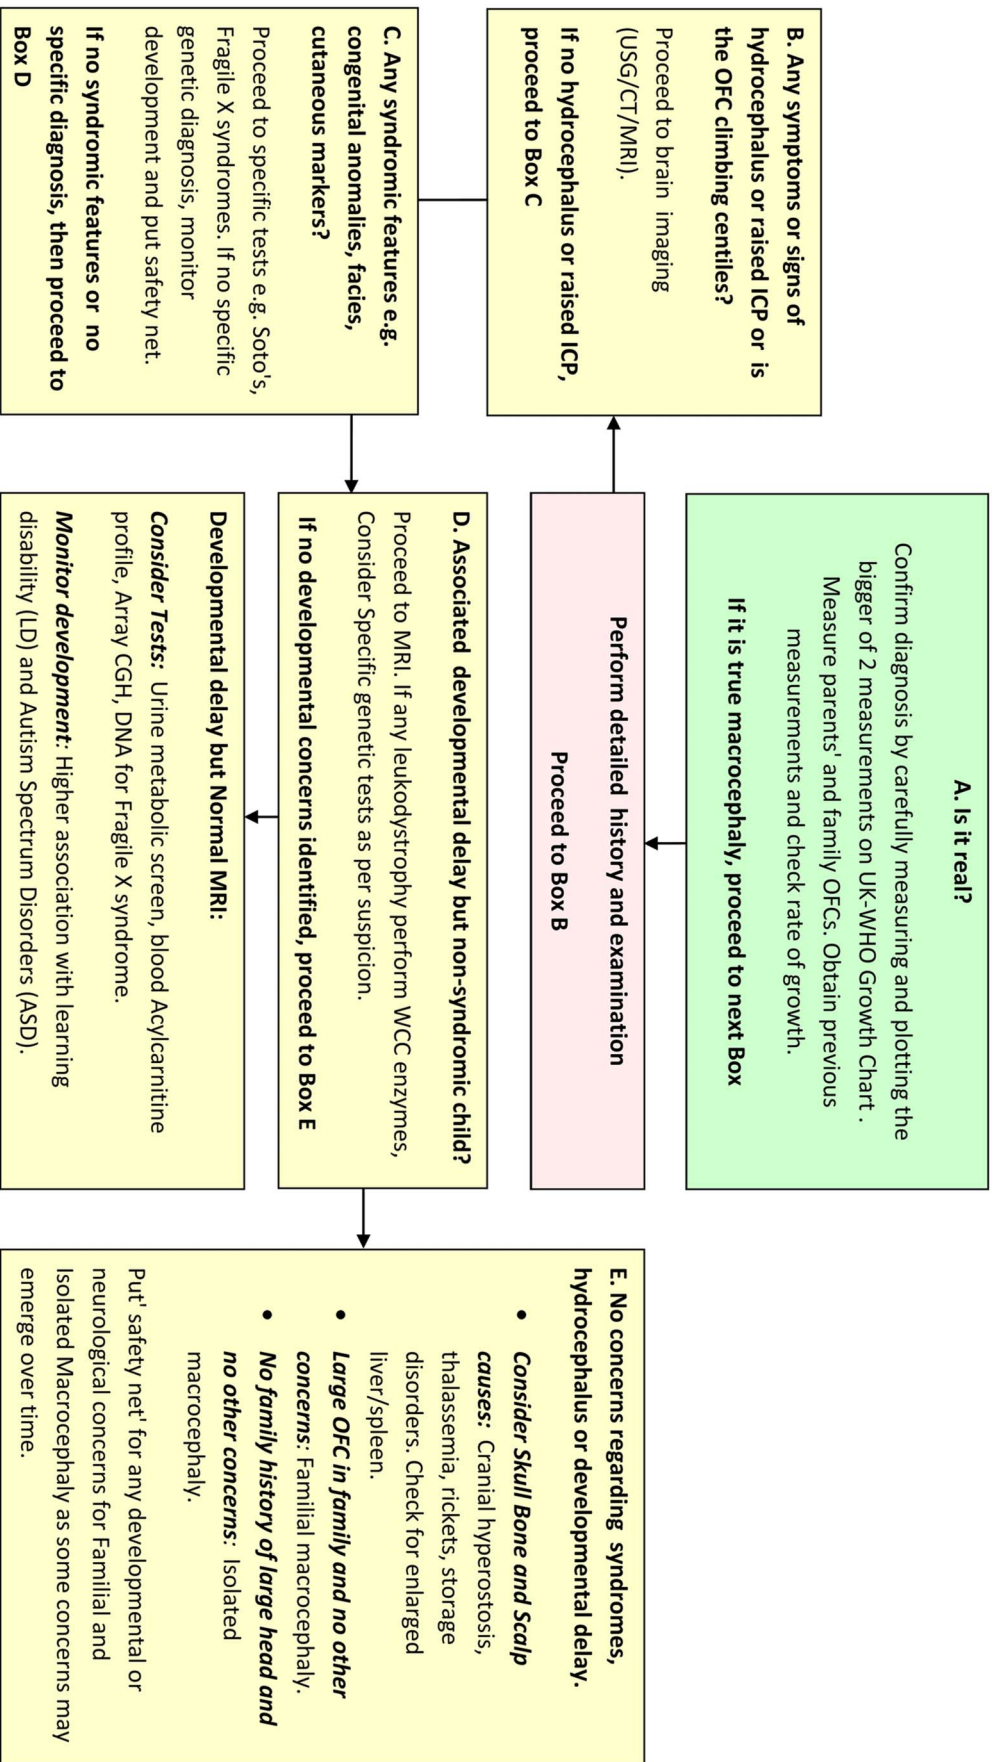 A. Is it real?
Confirm diagnosis by carefully measuring and plotting the
bigger of 2 measurements on UK-WHO Growth Chart .
Measure parents' and family OFCs. Obtain previous
measurements and check rate of growth.
If it is true macrocephaly, proceed to next Box
Perform detailed history and examination
Proceed to Box B
B. Any symptoms or signs of
hydrocephalus or raised ICP or is
the OFC climbing centiles?
Proceed to brain imaging
(USG/CT/MRI).
If no hydrocephalus or raised ICP,
proceed to Box C
C. Any syndromic features e.g.
congenital anomalies, facies,
cutaneous markers?
Proceed to specific tests e.g. Soto's,
Fragile X syndromes. If no specific
genetic diagnosis, monitor
development and put safety net.
If no syndromic features or no
specific diagnosis, then proceed to
Box D
D. Associated developmental delay but non-syndromic child?
Proceed to MRI. If any leukodystrophy perform WCC enzymes,
Consider Specific genetic tests as per suspicion.
If no developmental concerns identified, proceed to Box E
Developmental delay but Normal MRI:
Consider Tests: Urine metabolic screen, blood Acylcarnitine
profile, Array CGH, DNA for Fragile X syndrome.
Monitor development: Higher association with learning
disability (LD) and Autism Spectrum Disorders (ASD).
E. No concerns regarding syndromes,
hydrocephalus or developmental delay.
• Consider Skull Bone and Scalp
causes: Cranial hyperostosis,
thalassemia, rickets, storage
disorders. Check for enlarged
liver/spleen.
• Large OFC in family and no other
concerns: Familial macrocephaly.
• No family history of large head and
no other concerns: Isolated
macrocephaly.
Put' safety net' for any developmental or
neurological concerns for Familial and
Isolated Macrocephaly as some concerns may
emerge over time.